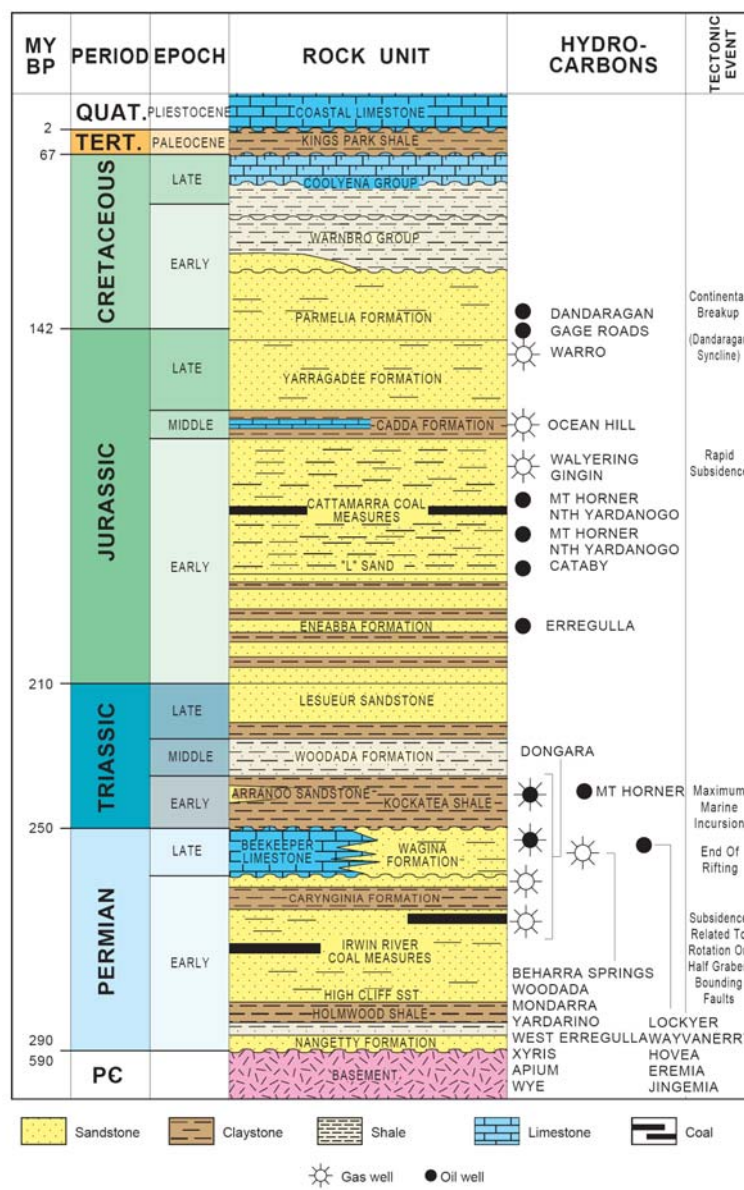 MY
BP
PERIOD
EPOCH
ROCK UNIT
HYDRO-
CARBONS
TECTONIC
EVENT
QUAT.
PLIESTOCENE
COASTAL LIMESTONE
2
TERT.
PALEOCENE
KINGS PARK SHALE
67
CRETACEOUS
LATE
COOLYENA GROUP
WARNBRO GROUP
EARLY
PARMELIA FORMATION
DANDARAGAN
GAGE ROADS
Continental
Breakup
142
(Dandaragan
Syncline)
WARRO
JURASSIC
LATE
YARRAGADEE FORMATION
MIDDLE
CADDA FORMATION
OCEAN HILL
WALYERING
GINGIN
Rapid
Subsidence
CATTAMARRA COAL
MEASURES
MT HORNER
NTH YARDANOGO
MT HORNER
NTH YARDANOGO
EARLY
"L" SAND
CATABY
ENEABBA FORMATION
ERREGULLA
210
TRIASSIC
LATE
LESUEUR SANDSTONE
MIDDLE
WOODADA FORMATION
DONGARA
EARLY
ARRANOO SANDSTONE
KOCKATEA SHALE
MT HORNER
Maximum
Marine
Incursion
250
PERMIAN
LATE
BEEKEEPER
LIMESTONE
WAGINA
FORMATION
End Of
Rifting
CARYNGINIA FORMATION
EARLY
IRWIN RIVER
COAL MEASURES
Subsidence
Related To
Rotation On
Half Graben
Bounding
Faults
HIGH CLIFF SST
HOLMWOOD SHALE
NANGETTY FORMATION
BEHARRA SPRINGS
WOODADA
MONDARRA
YARDARINO
WEST ERREGULLA
XYRIS
APIUM
WYE
LOCKYER
WAYVANERRY
HOVEA
EREMIA
JINGEMIA
290
590
PЄ
BASEMENT
Sandstone
Claystone
Shale
Limestone
Coal
Gas well
Oil well